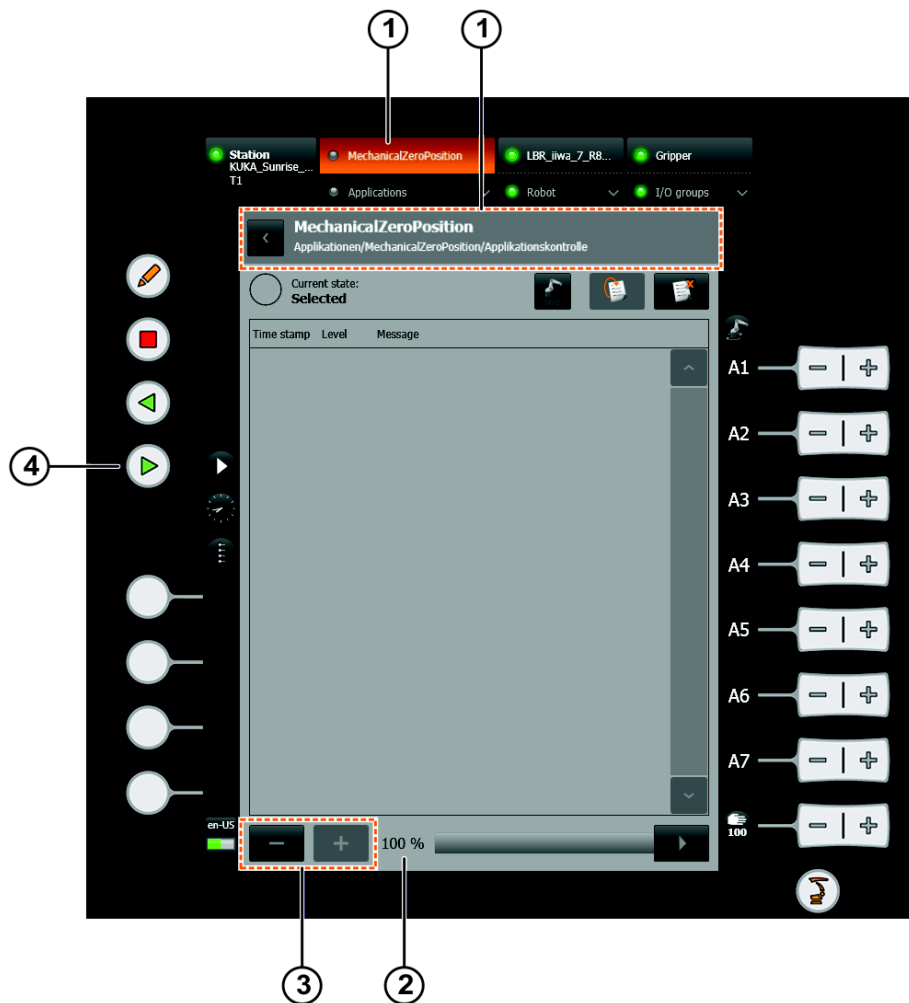 1 1
Station
KUKA_Sunrise_...
T1
MechanicalZeroPosition
LBR_iiwa_7_R8...
Gripper
Applications
Robot
I/O groups
MechanicalZeroPosition
Applikationen/MechanicalZeroPosition/Applikationskontrolle
Current state:
Selected
Time stamp Level Message
A1
A2
4
A3
A4
A5
A6
A7
en-US
100 %
100
3 2